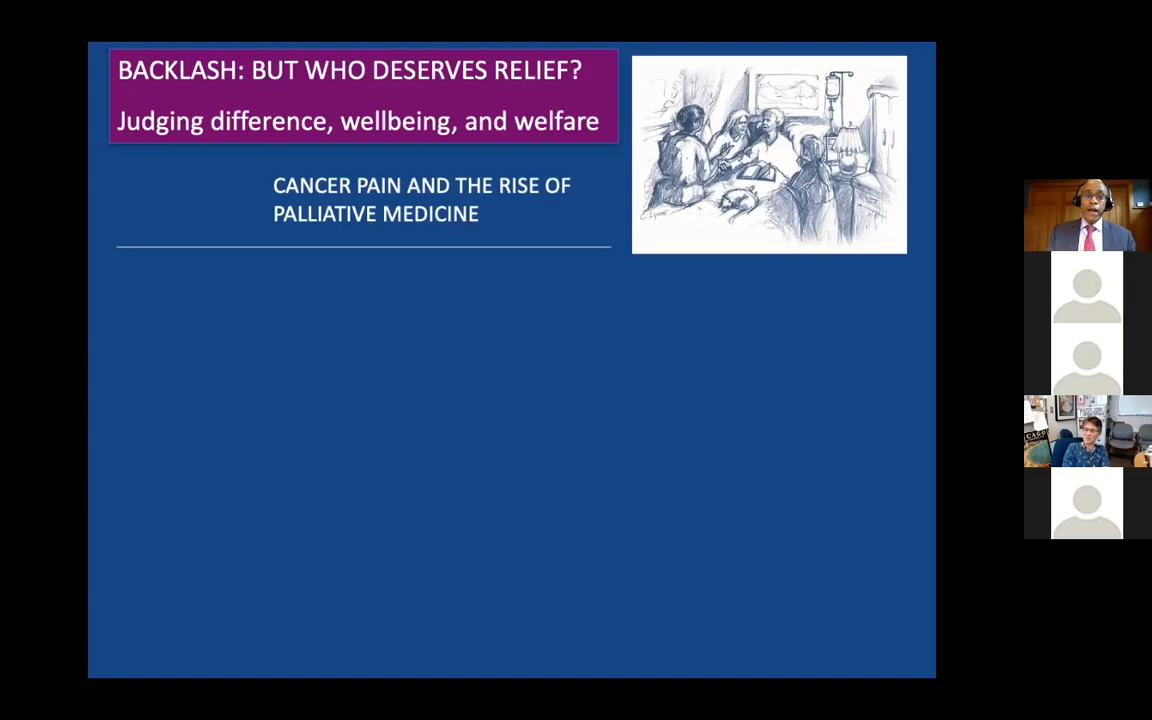 BACKLASH: BUT WHO DESERVES RELIEF?
Judging difference, wellbeing, and welfare
CANCER PAIN AND THE RISE OF
PALLIATIVE MEDICINE